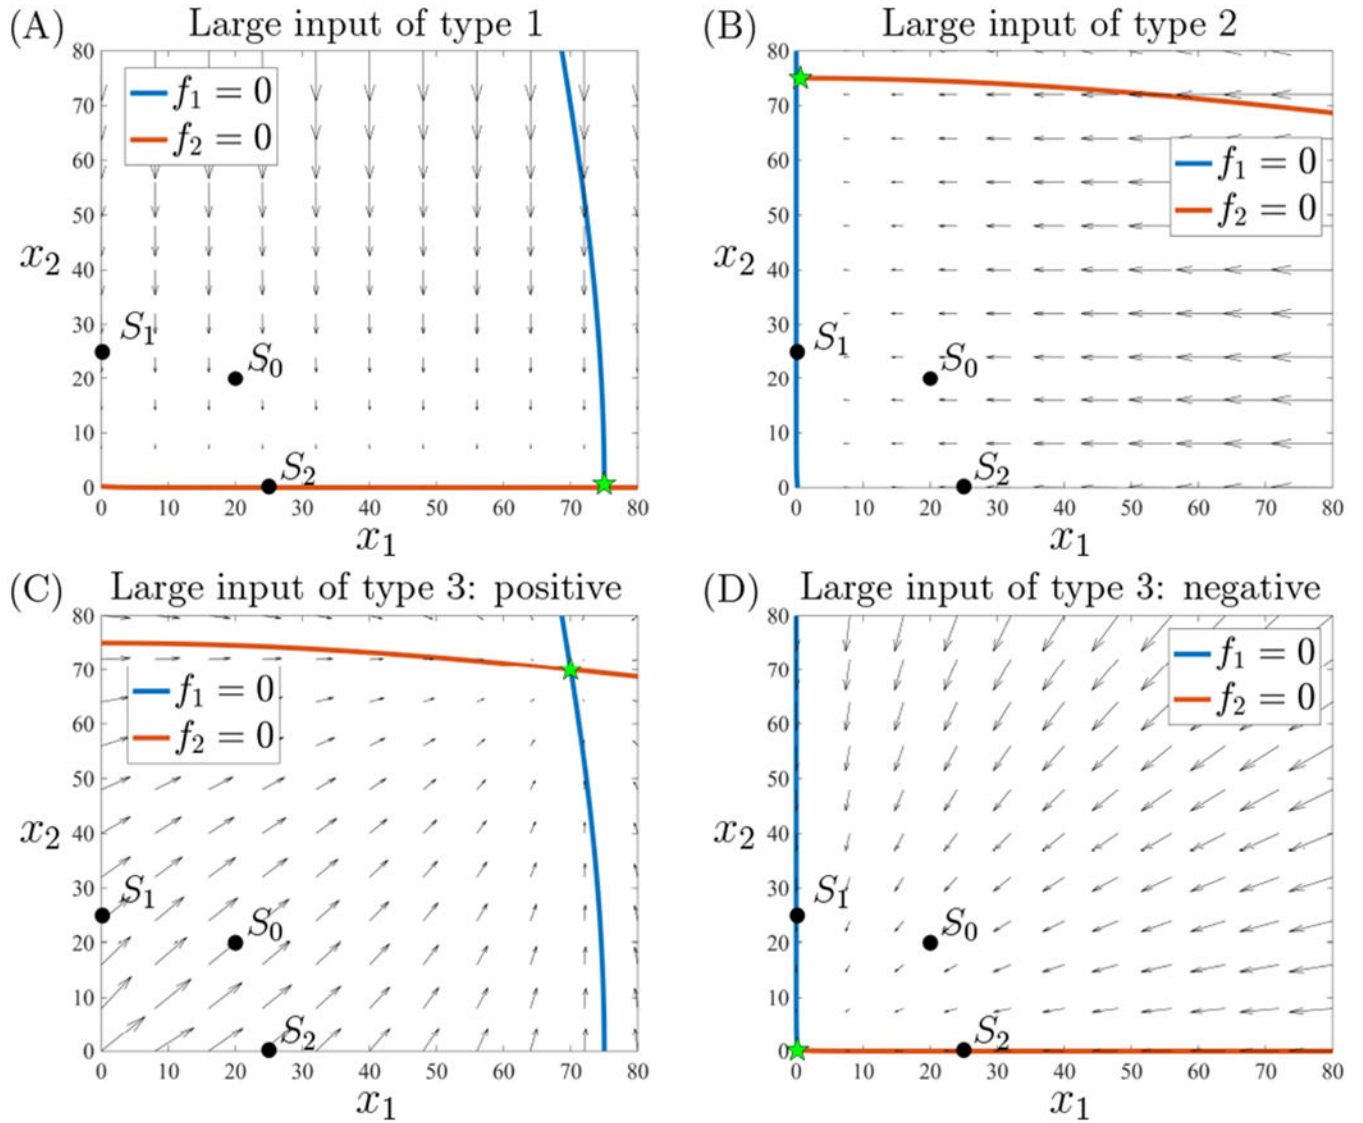 (A) Large input of type 1
80
70
60
50
40
30
20
10
0
x₂
f₁ = 0
f₂ = 0
S₁
S₀
S₂
0 10 20 30 40 50 60 70 80
x₁
(B) Large input of type 2
80
70
60
50
40
30
20
10
0
x₂
f₁ = 0
f₂ = 0
S₁
S₀
S₂
0 10 20 30 40 50 60 70 80
x₁
(C) Large input of type 3: positive
80
70
60
50
40
30
20
10
0
x₂
f₁ = 0
f₂ = 0
S₁
S₀
S₂
0 10 20 30 40 50 60 70 80
x₁
(D) Large input of type 3: negative
80
70
60
50
40
30
20
10
0
x₂
f₁ = 0
f₂ = 0
S₁
S₀
S₂
0 10 20 30 40 50 60 70 80
x₁